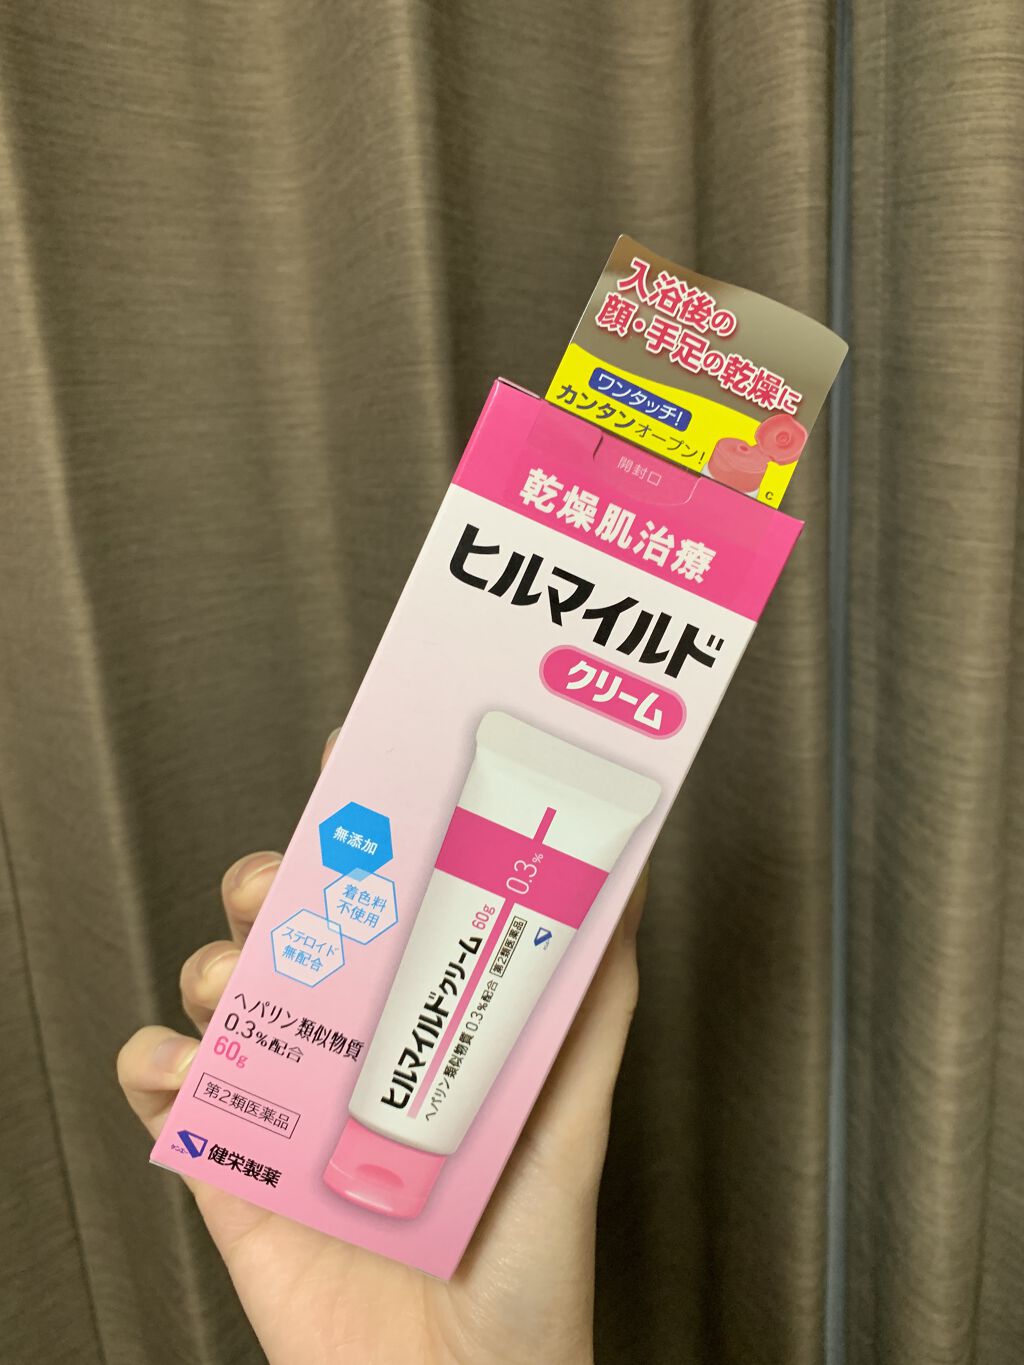 入浴後の
顔・手足の乾燥に
ワンタッチ!
カンタンオープン!
C
開封口
乾燥肌治療
ヒルマイルド
クリーム
無添加
着色料
不使用
ステロイド
無配合
ヘパリン類似物質
0.3%配合
60g
第2類医薬品
ケンエー
健栄製薬
0.3%
ヒルマイルドクリーム 60g
ヘパリン類似物質0.3%配合 第2類医薬品